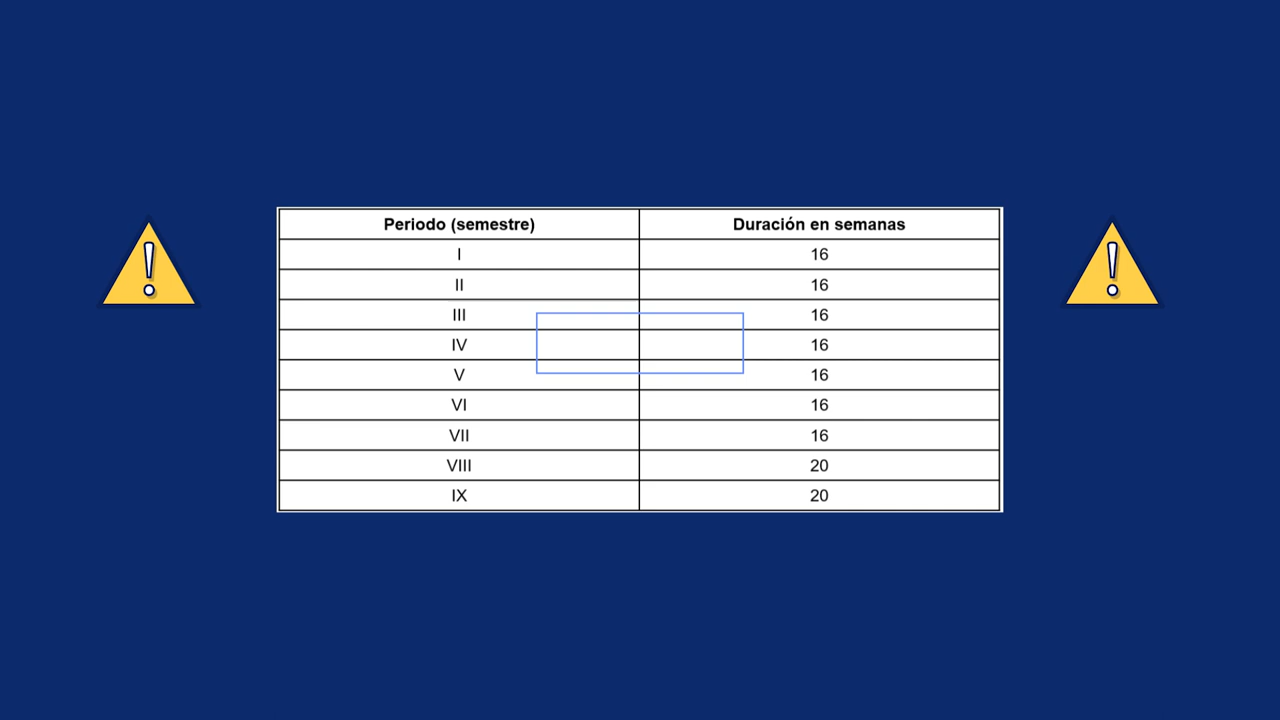 Periodo (semestre) Duración en semanas
I 16
II 16
III 16
IV 16
V 16
VI 16
VII 16
VIII 20
IX 20